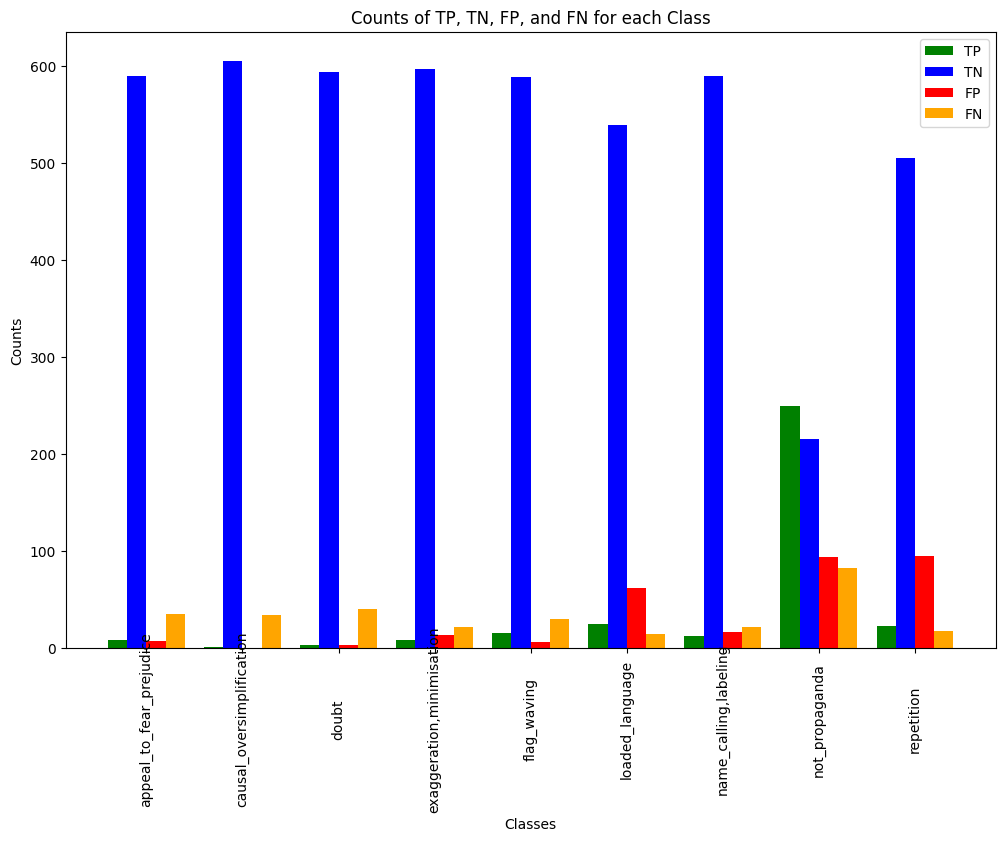 Counts of TP, TN, FP, and FN for each Class
TP
TN
FP
FN
Counts
600
500
400
300
200
100
0
appeal_to_fear_prejudice
causal_oversimplification
doubt
exaggeration,minimisation
flag_waving
loaded_language
name_calling,labeling
not_propaganda
repetition
Classes